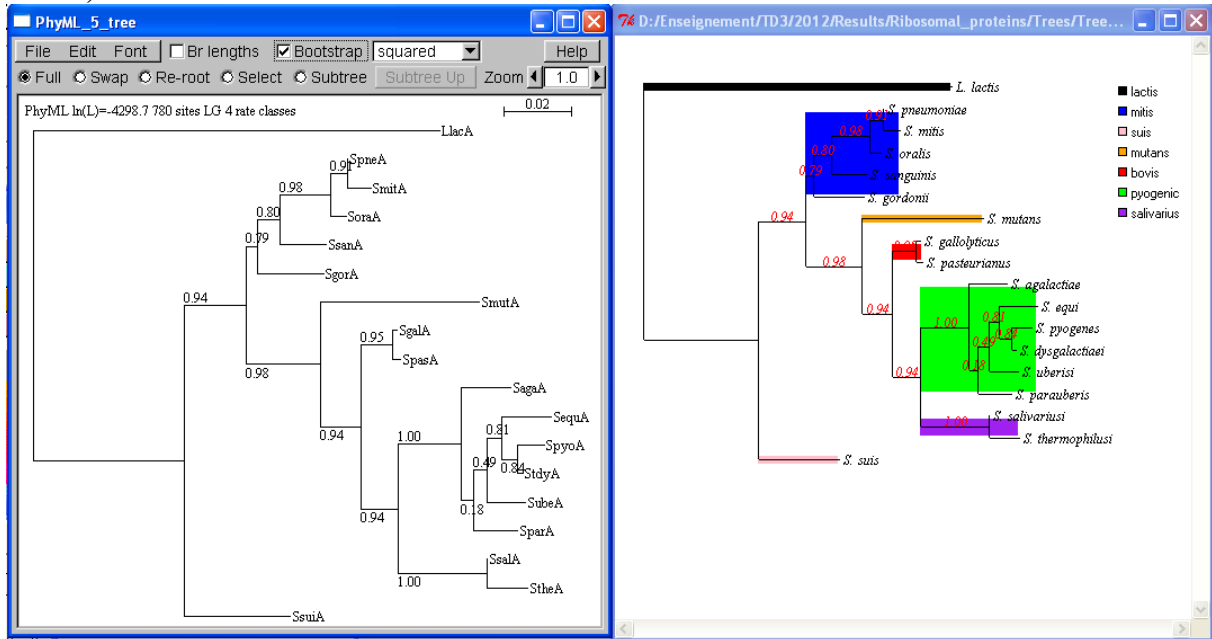 PhyML_5_tree
File Edit Font Br lengths Bootstrap squared Help
Full Swap Re-root Select Subtree Subtree Up Zoom 1.0
PhyML ln(L)=-4298.7 780 sites LG 4 rate classes
0.02
LlacA
SpneA
0.91
SmitA
0.98
SoraA
0.80
SsanA
0.79
SgorA
0.94
SmutA
SgalA
0.95
SpasA
0.98
SagaA
SequA
0.81
0.94
1.00
SpyoA
0.49
0.84
StdyA
SubeA
0.18
0.94
SparA
SsalA
1.00
StheA
SsuiA
D:/Enseignement/TD3/2012/Results/Ribosomal_proteins/Trees/Tree...
L. lactis
S. pneumoniae
0.91
S. mitis
0.98
S. oralis
0.80
S. sanguinis
0.79
S. gordonii
0.94
S. mutans
S. gallolyticus
0.98
S. pasteurianus
S. agalactiae
S. equi
0.94
0.81
1.00
S. pyogenes
0.84
0.49
S. dysgalactiaei
0.18
0.94
S. uberisi
S. parauberis
S. salivariusi
1.00
S. thermophilusi
S. suis
lactis
mitis
suis
mutans
bovis
pyogenic
salivarius